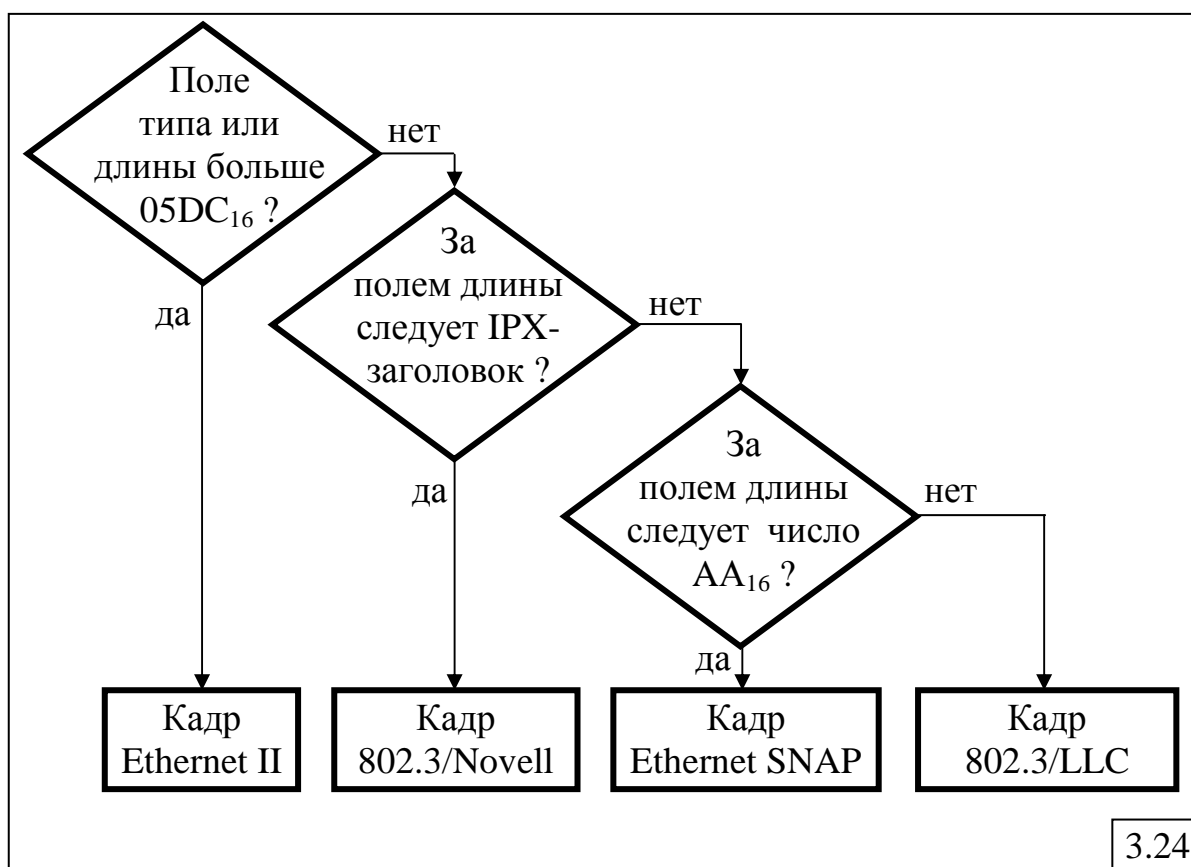 Поле
типа или
длины больше
05DC₁₆ ?
нет
да
За
полем длины
следует IPX-
заголовок ?
нет
да
За
полем длины
следует число
AA₁₆ ?
нет
да
Кадр
Ethernet II
Кадр
802.3/Novell
Кадр
Ethernet SNAP
Кадр
802.3/LLC
3.24